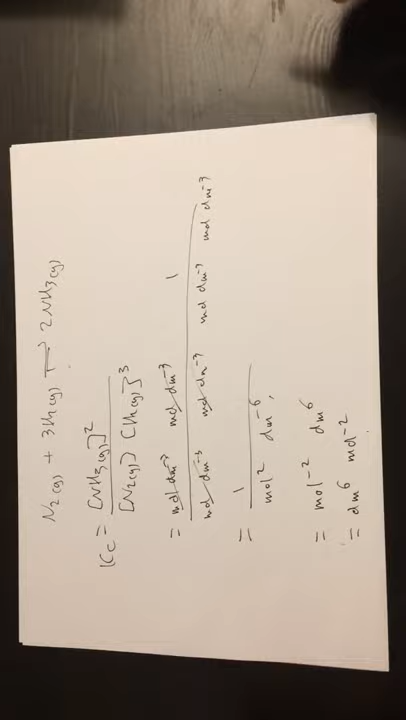 N2(g) + 3H2(g) ⇌ 2NH3(g)
Kc = [NH3(g)]²
[N2(g)] [H2(g)]³
= mol dm⁻³ mol dm⁻³ 1
mol dm⁻³ mol dm⁻³ mol dm⁻³ mol dm⁻³
= 1
mol² dm⁻⁶
= mol⁻² dm⁶
= dm⁶ mol⁻²